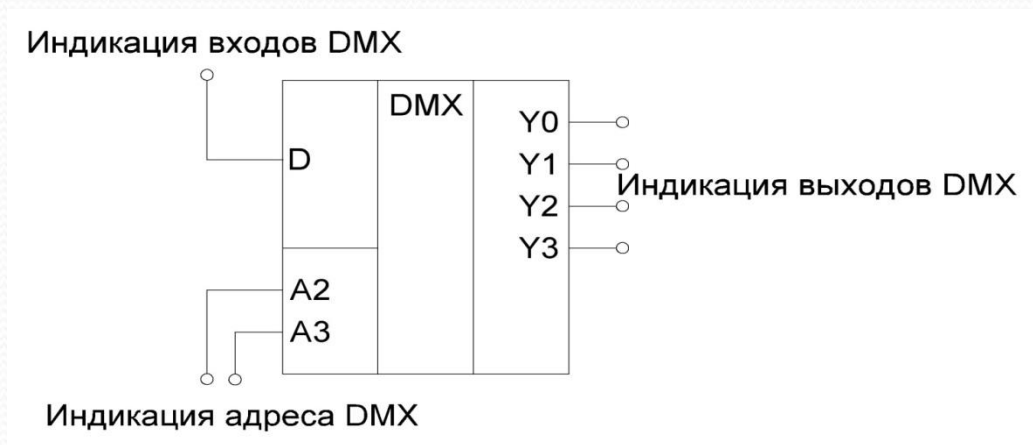 Индикация входов DMX
DMX
D
Y0
Y1
Y2
Y3
Индикация выходов DMX
A2
A3
Индикация адреса DMX